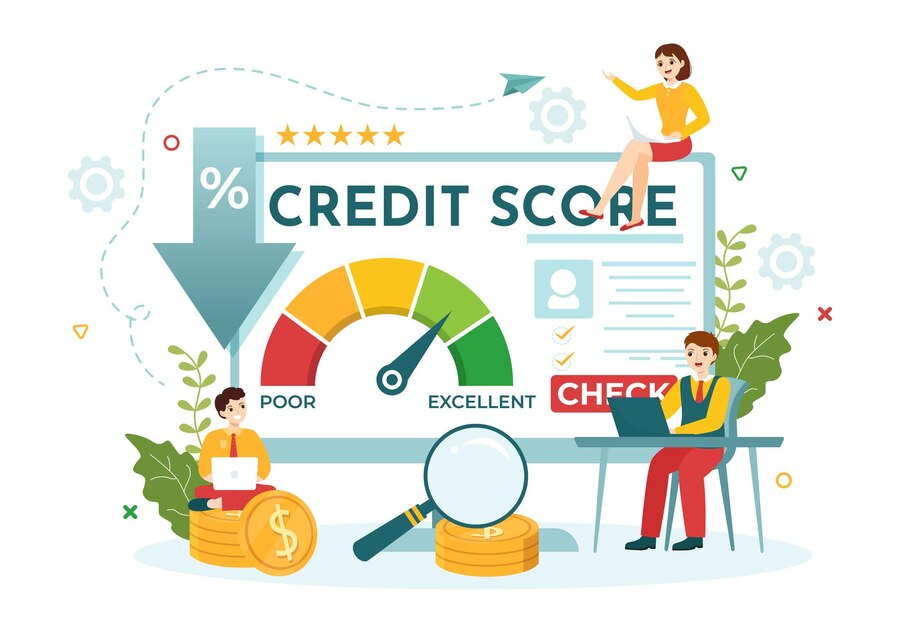 %
CREDIT SCORE
POOR
EXCELLENT
CHECK
$